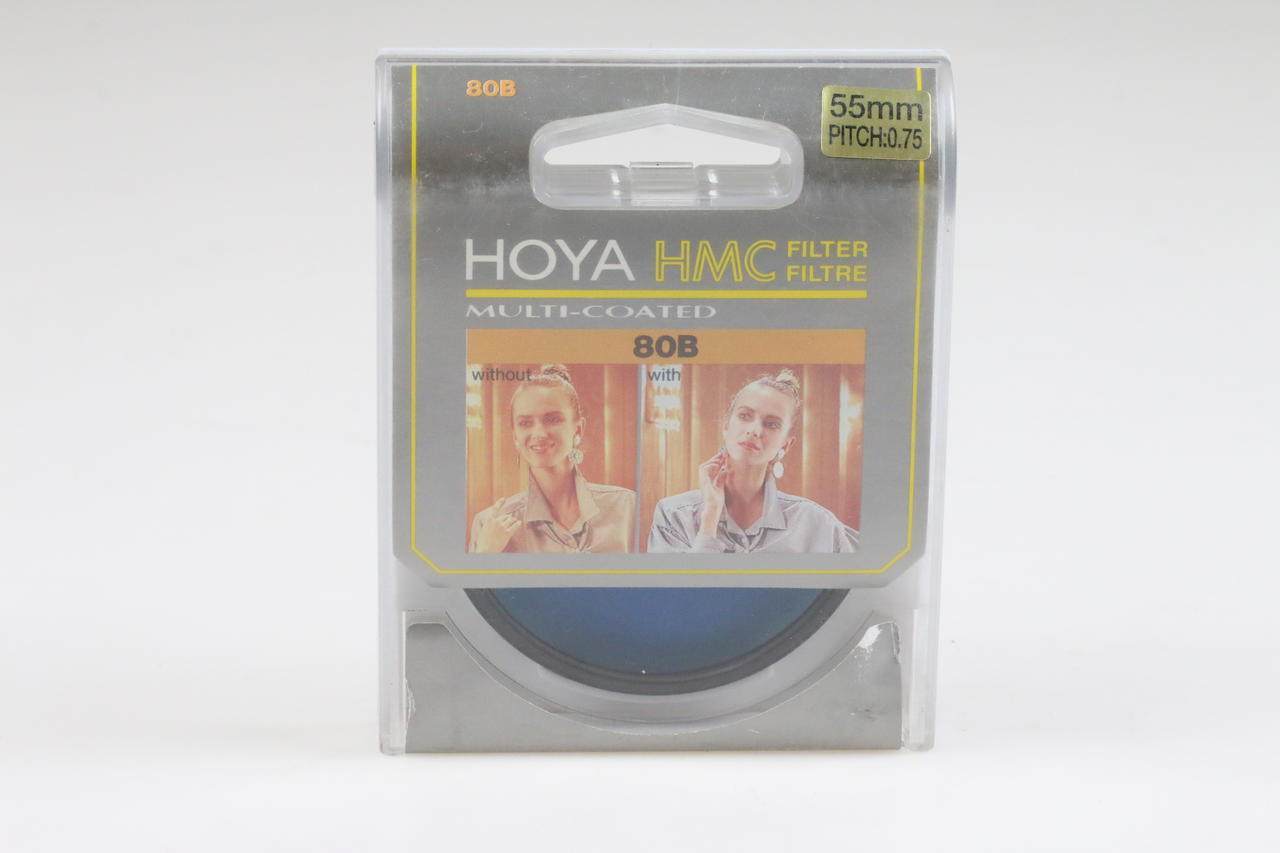 80B
55mm
PITCH:0.75
HOYA HMC FILTER
FILTRE
MULTI-COATED
80B
without with